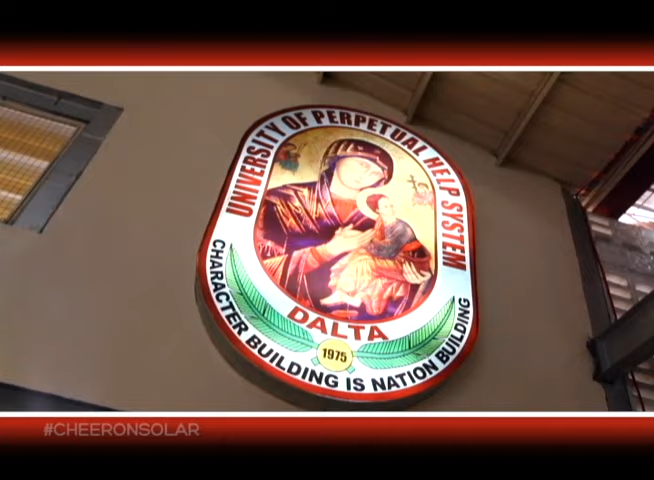 UNIVERSITY OF PERPETUAL HELP SYSTEM
DALTA
1975
CHARACTER BUILDING IS NATION BUILDING
#CHEERONSOLAR